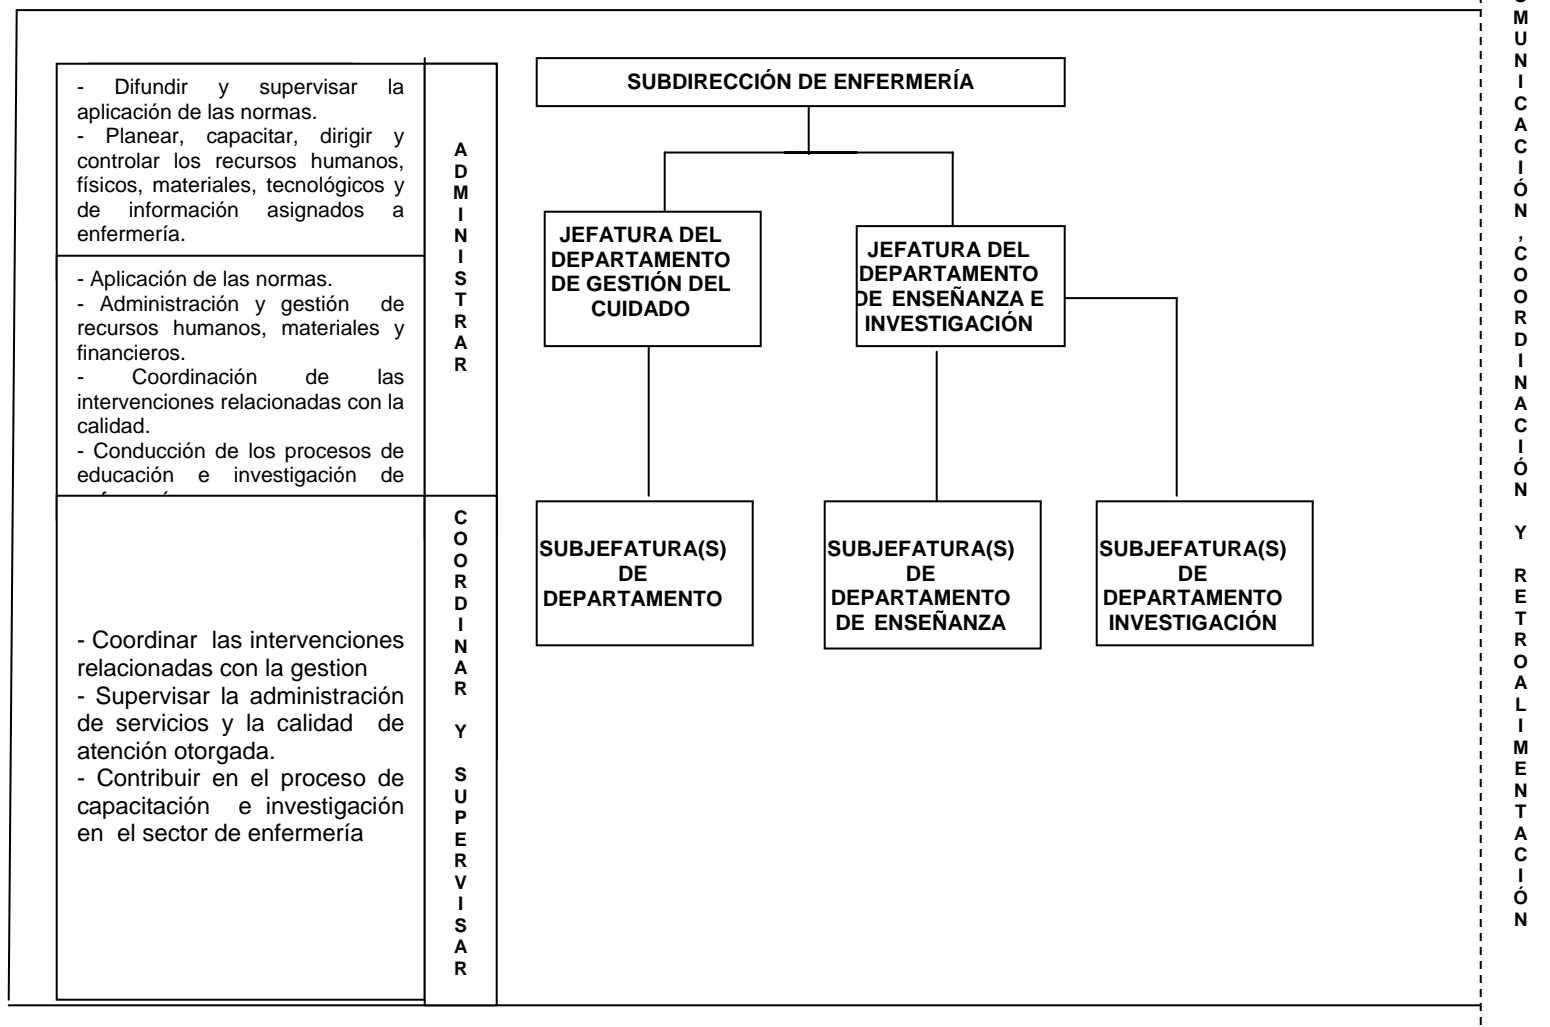 - Difundir y supervisar la
aplicación de las normas.
- Planear, capacitar, dirigir y
controlar los recursos humanos,
físicos, materiales, tecnológicos y
de información asignados a
enfermería.
- Aplicación de las normas.
- Administración y gestión de
recursos humanos, materiales y
financieros.
- Coordinación de las
intervenciones relacionadas con la
calidad.
- Conducción de los procesos de
educación e investigación de
ADMINISTRAR
- Coordinar las intervenciones
relacionadas con la gestion
- Supervisar la administración
de servicios y la calidad de
atención otorgada.
- Contribuir en el proceso de
capacitación e investigación
en el sector de enfermería
COORDINAR Y SUPERVISAR
SUBDIRECCIÓN DE ENFERMERÍA
JEFATURA DEL
DEPARTAMENTO
DE GESTIÓN DEL
CUIDADO
JEFATURA DEL
DEPARTAMENTO
DE ENSEÑANZA E
INVESTIGACIÓN
SUBJEFATURA(S)
DE
DEPARTAMENTO
SUBJEFATURA(S)
DE
DEPARTAMENTO
DE ENSEÑANZA
SUBJEFATURA(S)
DE
DEPARTAMENTO
INVESTIGACIÓN
OMUNICACIÓN,COORDINACIÓN Y RETROALIMENTACIÓN